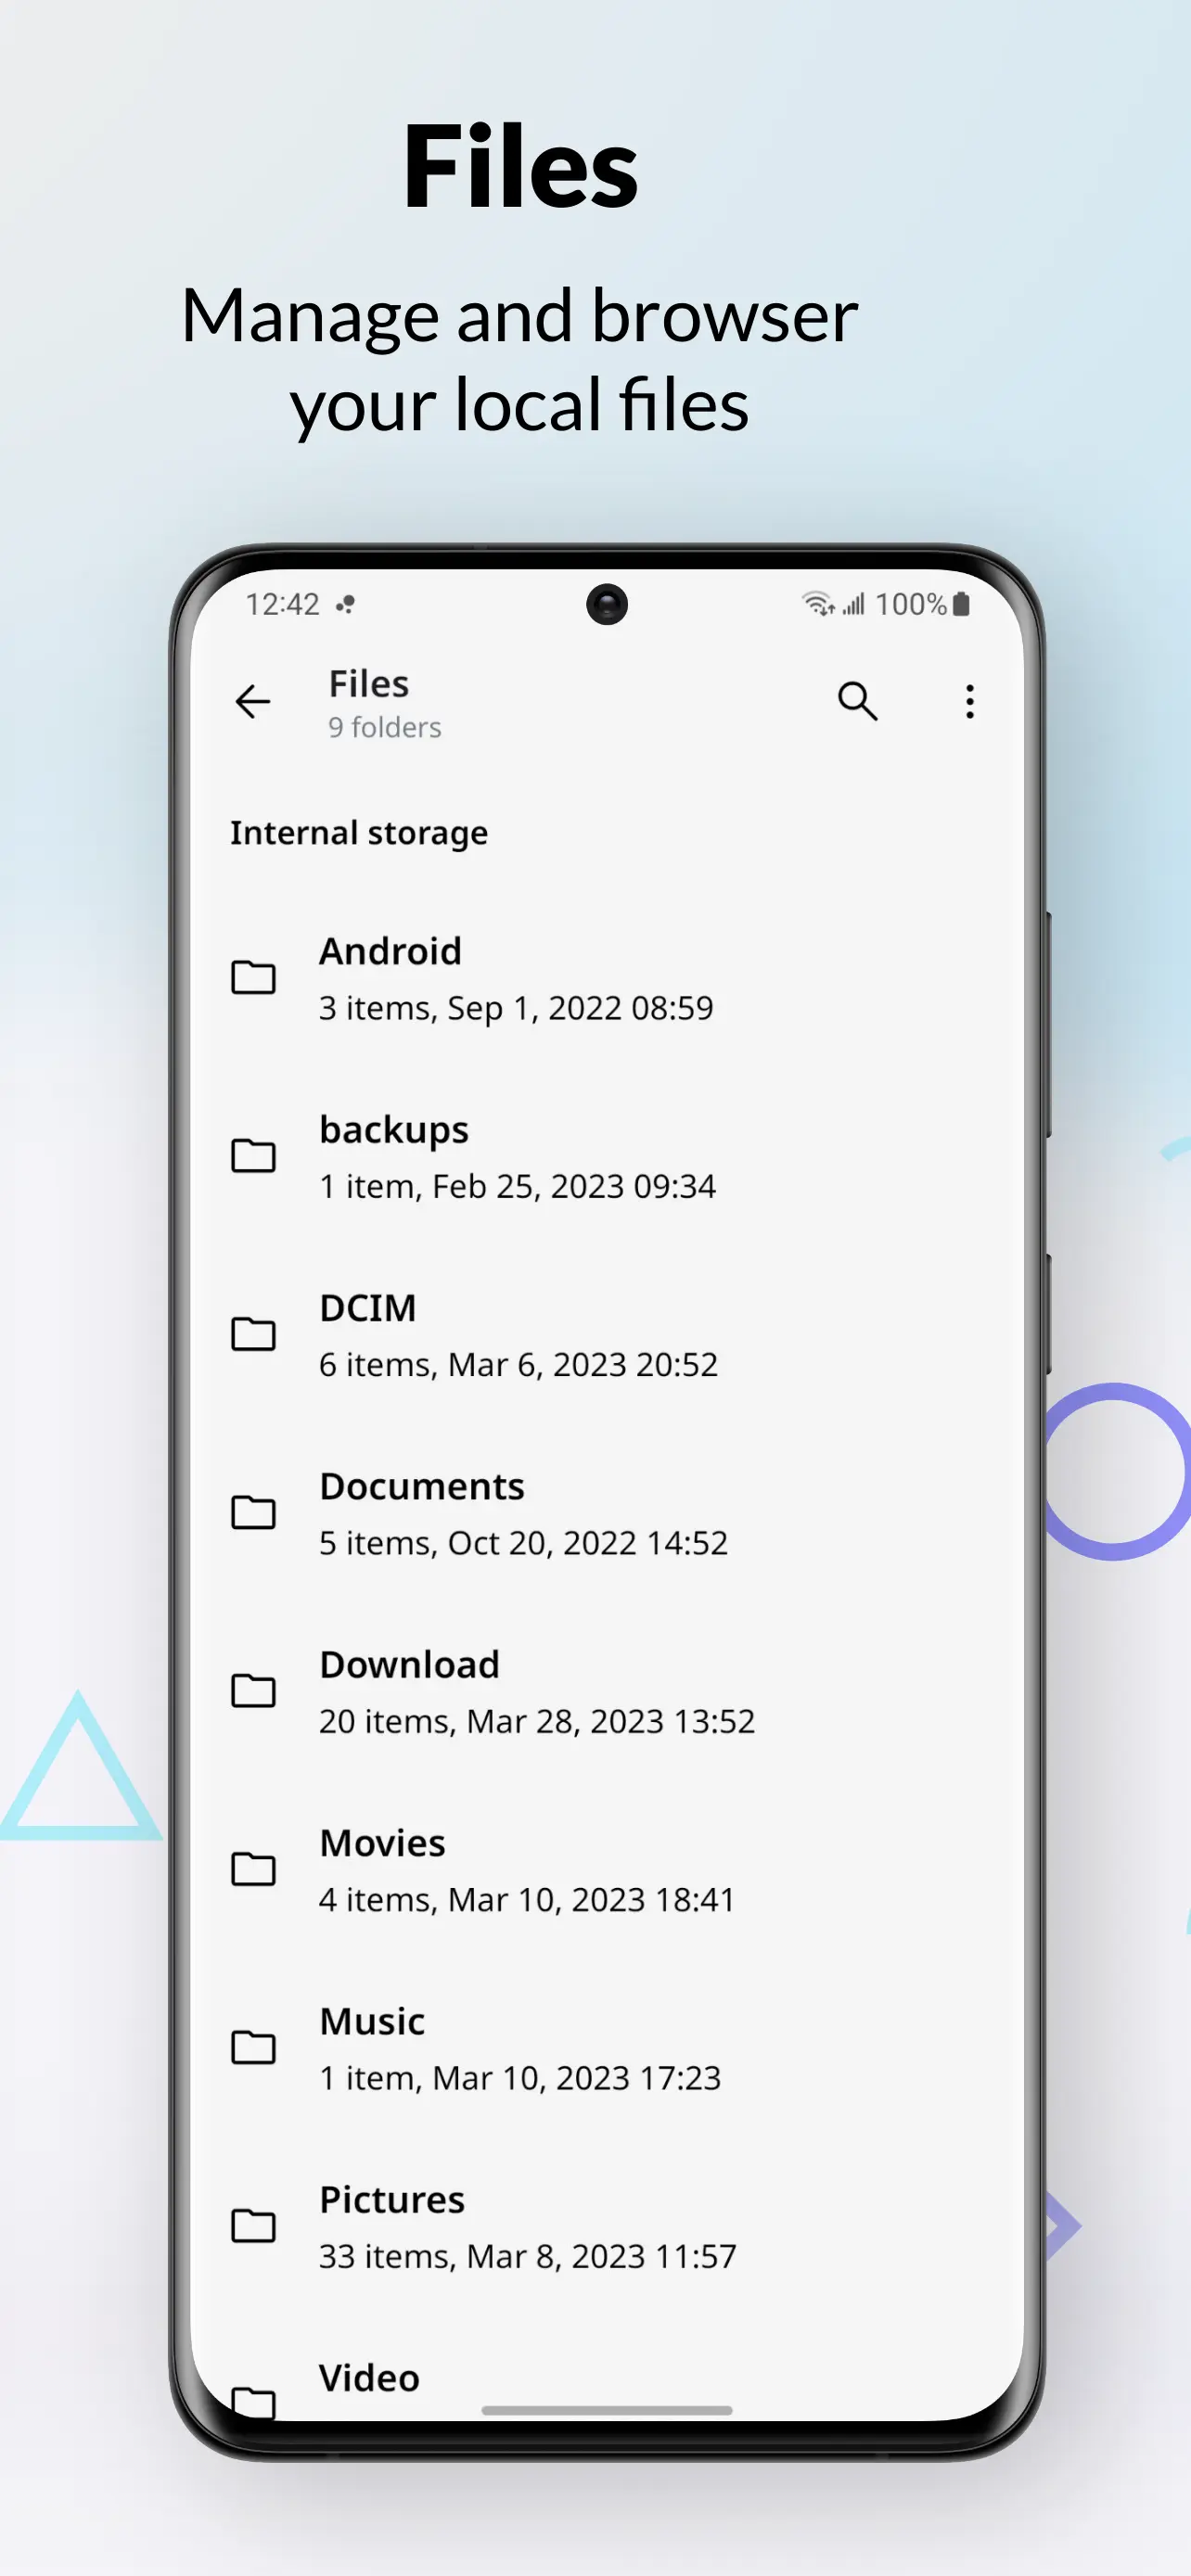 Files
Manage and browser
your local files
12:42
100%
Files
9 folders
Internal storage
Android
3 items, Sep 1, 2022 08:59
backups
1 item, Feb 25, 2023 09:34
DCIM
6 items, Mar 6, 2023 20:52
Documents
5 items, Oct 20, 2022 14:52
Download
20 items, Mar 28, 2023 13:52
Movies
4 items, Mar 10, 2023 18:41
Music
1 item, Mar 10, 2023 17:23
Pictures
33 items, Mar 8, 2023 11:57
Video